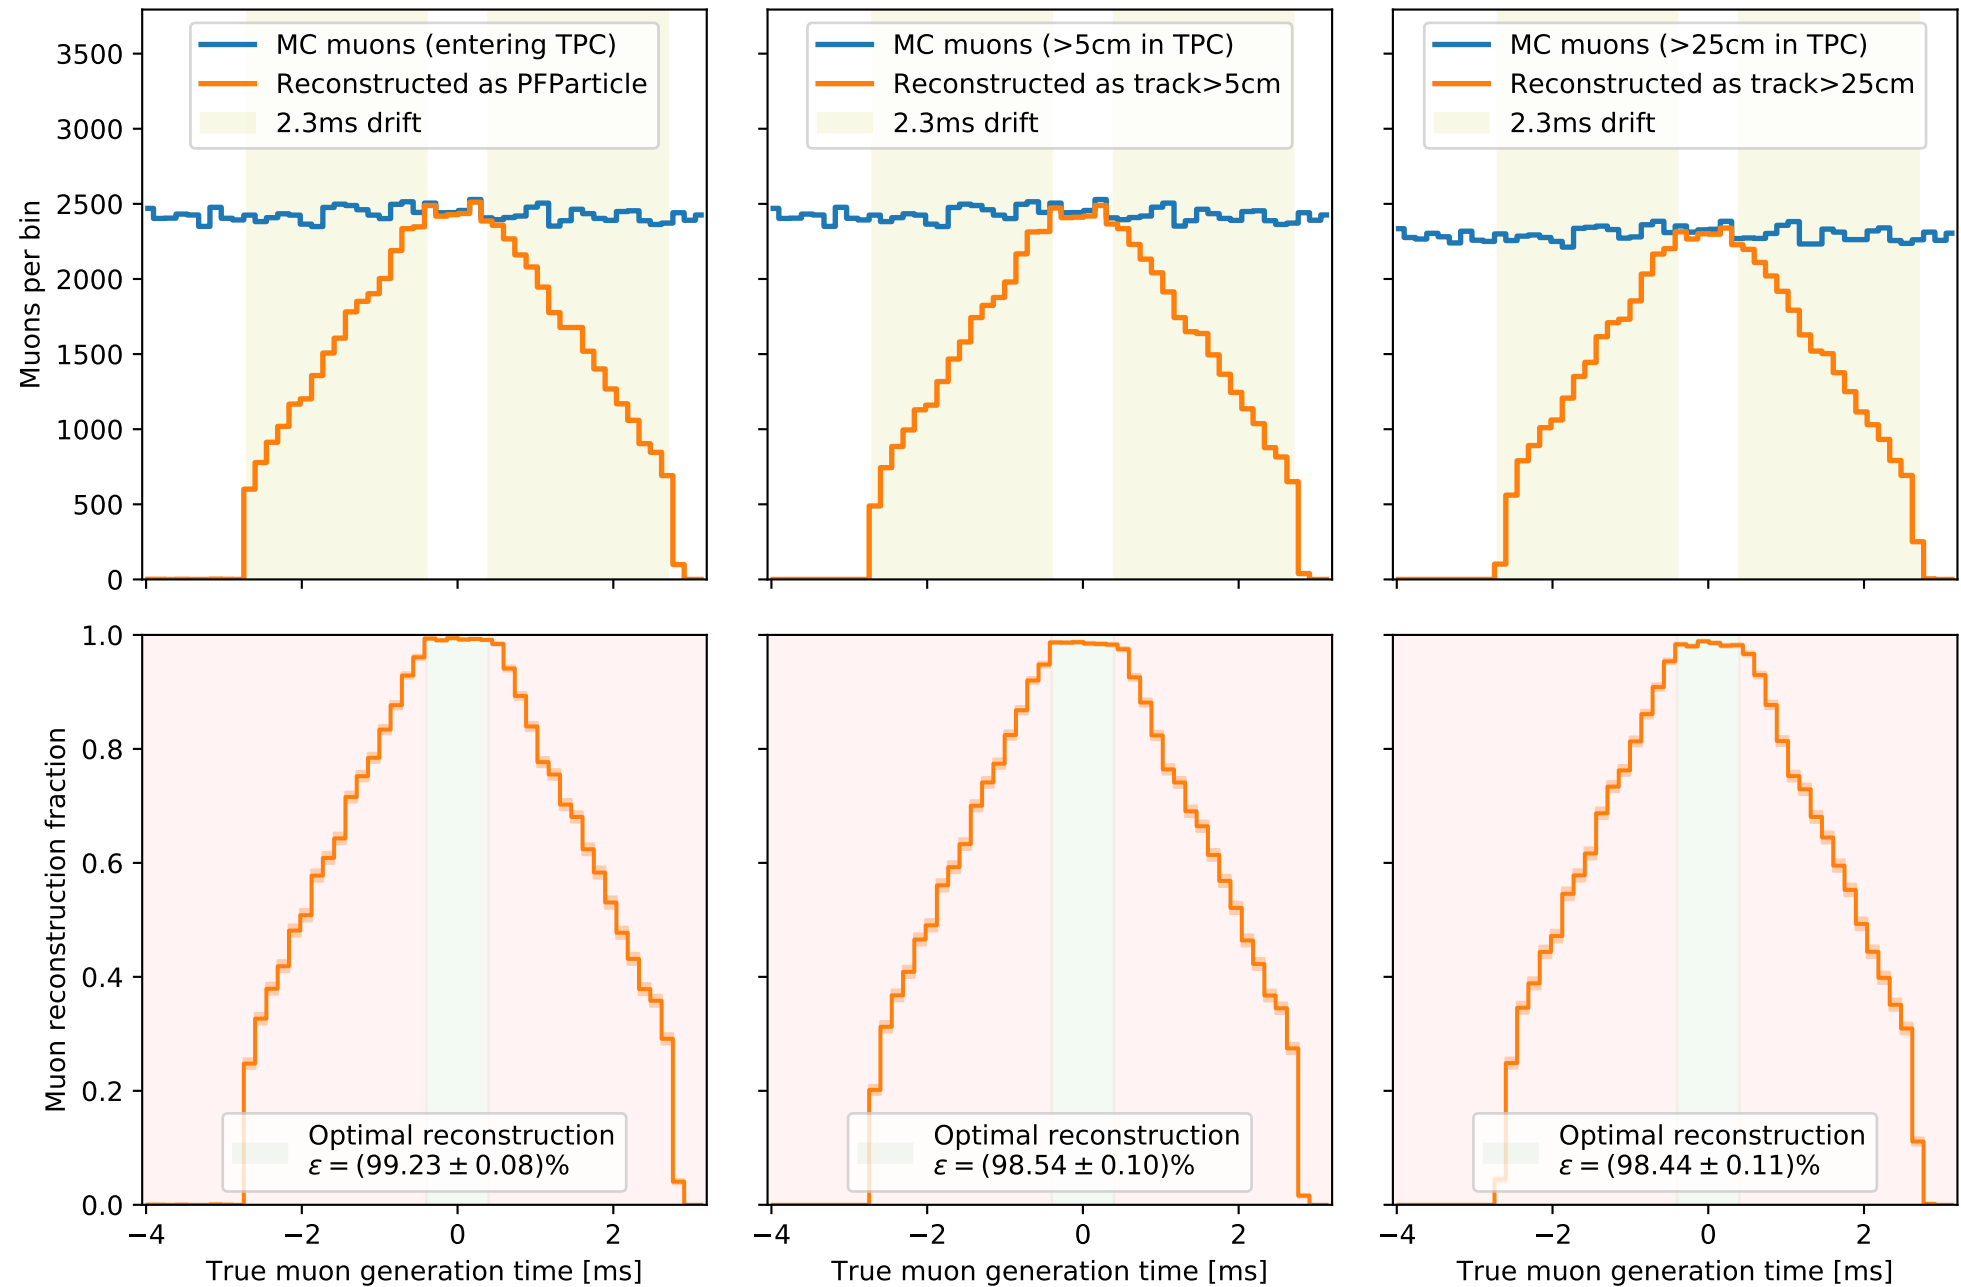 MC muons (entering TPC)
Reconstructed as PFParticle
2.3ms drift
MC muons (>5cm in TPC)
Reconstructed as track>5cm
2.3ms drift
MC muons (>25cm in TPC)
Reconstructed as track>25cm
2.3ms drift
Muons per bin
3500
3000
2500
2000
1500
1000
500
0
Muon reconstruction fraction
1.0
0.8
0.6
0.4
0.2
0.0
Optimal reconstruction
ε = (99.23 ± 0.08)%
Optimal reconstruction
ε = (98.54 ± 0.10)%
Optimal reconstruction
ε = (98.44 ± 0.11)%
−4 −2 0 2
−4 −2 0 2
−4 −2 0 2
True muon generation time [ms]
True muon generation time [ms]
True muon generation time [ms]